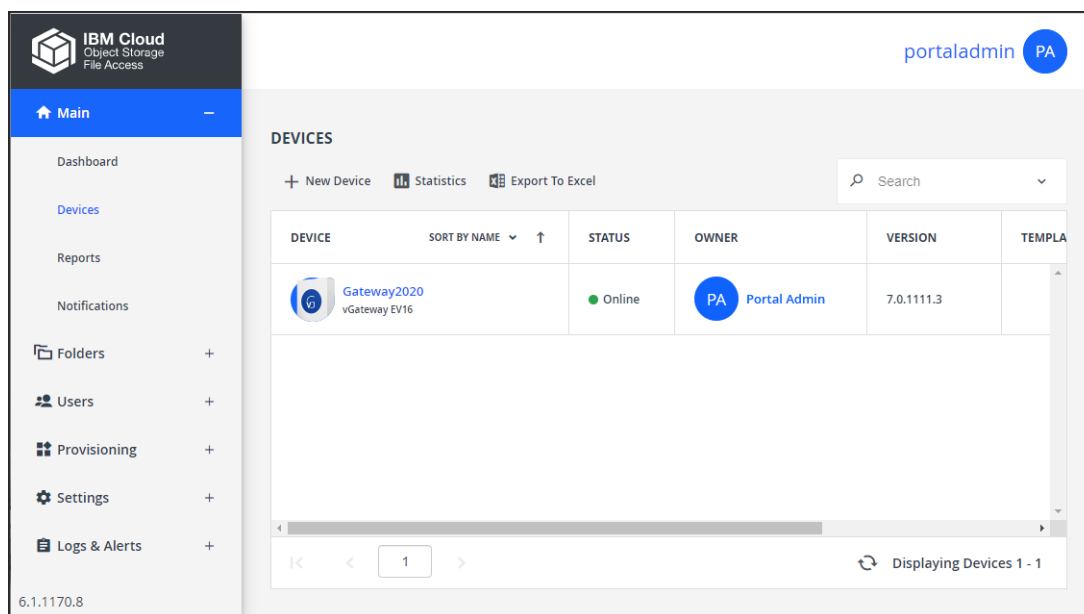 IBM Cloud
Object Storage
File Access
portaladmin PA
Main
Dashboard
Devices
Reports
Notifications
Folders
Users
Provisioning
Settings
Logs & Alerts
6.1.1170.8
DEVICES
New Device Statistics Export To Excel Search
DEVICE SORT BY NAME STATUS OWNER VERSION TEMPLA
Gateway2020
vGateway EV16
Online PA Portal Admin 7.0.1111.3
1 Displaying Devices 1 - 1